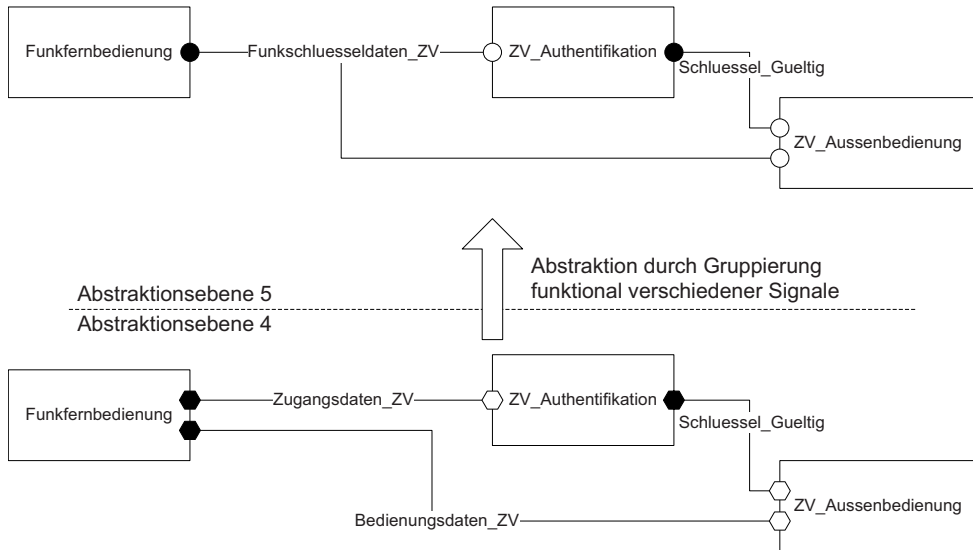 Funkfernbedienung
Funkschluesseldaten_ZV
ZV_Authentifikation
Schluessel_Gueltig
ZV_Aussenbedienung
Abstraktion durch Gruppierung
funktional verschiedener Signale
Abstraktionsebene 5
Abstraktionsebene 4
Funkfernbedienung
Zugangsdaten_ZV
ZV_Authentifikation
Schluessel_Gueltig
ZV_Aussenbedienung
Bedienungsdaten_ZV